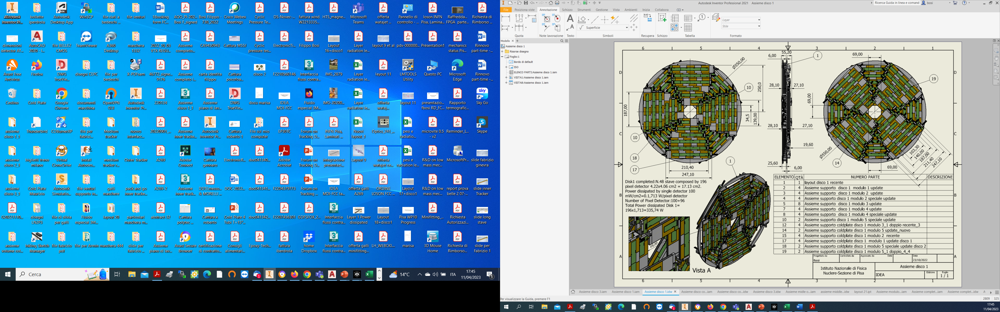 Autodesk Inventor.Pr...
bollette iperdrola
Autodesk Desktop App
WinSCP
file dati a bedeschi ...
file venturi
1Booking form FC...
AOO_PI-202... Bosi F_signed
Bosi Filippo - 730_2022
Cisco Webex Meetings
Cyclic Pressure Te...
DS-Novec-...
fattura wind W2213335...
HTS_magne...
Microsoft Teams
offerta watajet ...
Pannello di controllo - ...
loson INFN Pisa, Lamina...
Raffredda... FPGA parte...
Richiesta di Rimborso ...
dimensioni detector AT...
AutoCAD 2020 - I...
file BELLE2 CMOS
TeamViewer
A360 Desktop
maschera 1332
2022_10_03 VTX REGU...
Assieme completo...
CA9450943
Cattura M55J
Cyclic pressure tes...
ElectronicTi...
Filippo Bosi
Layout 16+disco1
Layer radiation le...
layout 9 et al
pdv-000000...
Présentation1
mechanics status Pis...
Rinnovo part-time -...
Avast Free Antivirus
Firefox
DWG TrueVie...
disegni CEPC
file per bedeschi
X-PDFsam
46772_signe... 9176
Assieme completo l...
carta identita filippo
Cattura pocofoa...
disco 2
F2210560146
Interfaccia flussi contra...
IMG_2879
Layer radiation le...
layout 11
LMTOOLS Utility
Questo PC
Microsoft Edge
Rinnovo part-time -...
Cestino
Cold Plate
Google Chrome
documenti macchina
OpenVPN GUI
Autodesk Inventor Pr...
220134
Assieme disco 1_1
Assieme piano di lav...
DWG TrueVie...
docu marisa
IDEA MDI-FCC
Fluido especial 3M...
IMG-20200...
Layer radiation le...
offerta wataj...
layout 11
presentazio... fbosi RD_FC...
Rapporto termografic...
Sky Go
assieme disco 1_1
Thunderbird
CDBurnerXP
file per fabrizi...
Medium tracker
nuovo interfacc...
20220901_...
Assieme inner tracke...
Autodesk Inventor Pr...
Cattura roberto 1
File sul mio computer
EP30TC
Forum on Tracking D...
INFN Pisa, Laminati ...
Nuovi layout_1
Optics_241_...
pesi e radiatio...
microvite 0.5 - v2
Reminder_L...
Skype
assieme disco 2_1
biglietti treno milano
Virtual CloneDrive
Install Autodes...
medium tracker r...
Outer Tracker
A269
Adobe Connect
Cattura gennaro
ElectronicR...
doc041340...
Adobe Acrobat
Forum on Tracking D...
integrazione presentazi...
Layout 9
offerta watajet ce...
pesi e radiation le...
R&D on low mass mec...
MicrosoftPr...
slide fabrizio ginevra
assieme disco 3_1
Cold Plate Maurizio
Autodesk Simulatio...
file venturi supporto in...
galli maschere
pack and go inner tracke...
A269-2
Assieme inner track...
DDTEmesso... & MORELLI ...
DOC-2022...
doc041341...
F2204379773
Forum on Tracking ...
IDEA MDI-FCC ta...
offerta galli A269
ORDINE LOSON FCC ...
Layout 17+disco1
R&D on low mass mec...
report prova belle 2 07-...
slide inner Tracker
G20221110...
disegni LN2P3
file di silvia per galli
Fluido especial 3M...
layout 20
particolari maschera m...
abstract-32
Cattura polytec ...
Cattura x roberto
Cold Plate 4 Tubi T=15°...
doc041342...
F2207456301
GDFSFOX_2...
Interfaccia flussi contra...
Layer 1 Power dissipated
Layout 18+disco1
Pisa WP10 Progress
Minifitting_...
Richiesta Autorizzazi...
slide long stave
assieme volume col...
Inking Sketch Manager
file fabrizio pdf
file per Armin
maschera 444
slide per fabrizio ...
Assieme piano di lav...
Avast Secure Browser
certificazione di contratto...
Consigli alimentari...
Epoxy-Tech...
fattura iberdrola
home Dropbox
Interfaccia flussi contra...
offerta galli minifitting...
LH_WEBCKI...
marisa
3D Mouse Home
Richiesta di Rimborso...
slide per Fabrizio 1
Cerca
14°C
ITA
17:45
11/04/2023
Autodesk Inventor Professional 2021 Assieme disco 1
Ricerca Guida in linea e comand
bosi
File Posiziona viste Annotazione Schizzo Strumenti Gestione Vista Ambienti Inizia Collabora
Superficie
Layer
Stile
Quota Note lavorazione Testo Simboli Recupera Schizzo Tabella Formato
Modello
Assieme disco 1
Risorse disegno
Foglio:1
Bordo di default
ISO
ELENCO PARTI:Assieme disco 1.iam
VISTA1:Assieme disco 1.iam
VISTA8:Assieme disco 1.iam
6 5 4 3 2 1
D
C
B
A
Ø550,00
250,0
187,00
34,5
139,00
10
10
18
17
210,40
247,10
55,20
6,00
1
28,10 27,10
28,10 27,10
19,60
25,60
6,00
69,00
19
69,00
Ø550,00
14
69,00
103,30
140,00
187,00
211,40
247,10
1
Disk1 completed:N.48 stave composed by 196
pixel detector 4.22x4.06 cm2 = 17.13 cm2.
Power dissipated by single detector 100
mW/cm2=0.1,713 W/pixel detector
Number of Pixel Detector:100+96
Total Power dissipated Disk 1=
196x1,713=335,74 W
69,00
Vista A
ELEMENTO QTÀ NUMERO PARTE DESCRIZIONE
1 1 layout disco 1 recente
2 4 Assieme supporto disco 1 modulo 1 update
3 4 Assieme supporto disco 1 modulo 2 update
4 4 Assieme supporto disco 1 modulo 2 speciale update
5 8 Assieme supporto disco 1 modulo 3 update
7 4 Assieme supporto disco 1 modulo 4 update
8 4 Assieme supporto disco 1 modulo 4 speciale update
10 2 Assieme supporto disco 1 modulo 5 speciale update
12 4 Assieme supporto coldplate disco 1 modulo 3_1 doppio recente_3
14 2 Assieme supporto coldplate disco 1 modulo 5 update_nuovo
15 4 Assieme supporto coldplate disco 1 modulo 2 recente
17 4 Assieme supporto coldplate disco 1 modulo 1 update disco 1
18 2 Assieme supporto coldplate disco 1 modulo 5 speciale update disco 2
19 2 Assieme supporto coldplate disco 1 modulo 5_1 doppio_4_4
Progettato da Controllato da Approvato da Data Data
fbosi 23/10/2022
Istituto Nazionale di Fisica
Nuclere-Sezione di Pisa
Assieme disco 1
IDEA
Edizione Foglio
1 / 1
6 5 4 3 2 1
Assieme disco 3.iam Assieme disco 1.iam Assieme disco 1.idw Assieme disco co...iam Assieme disco co...idw Assieme disco 3.idw Assieme midle o...iam assieme middle...idw layout 21.ipt Assieme modulo...iam Assieme complet...iam Assieme complet...idw A
Per visualizzare la Guida, premere F1
2809 325
17:45
11/04/2023